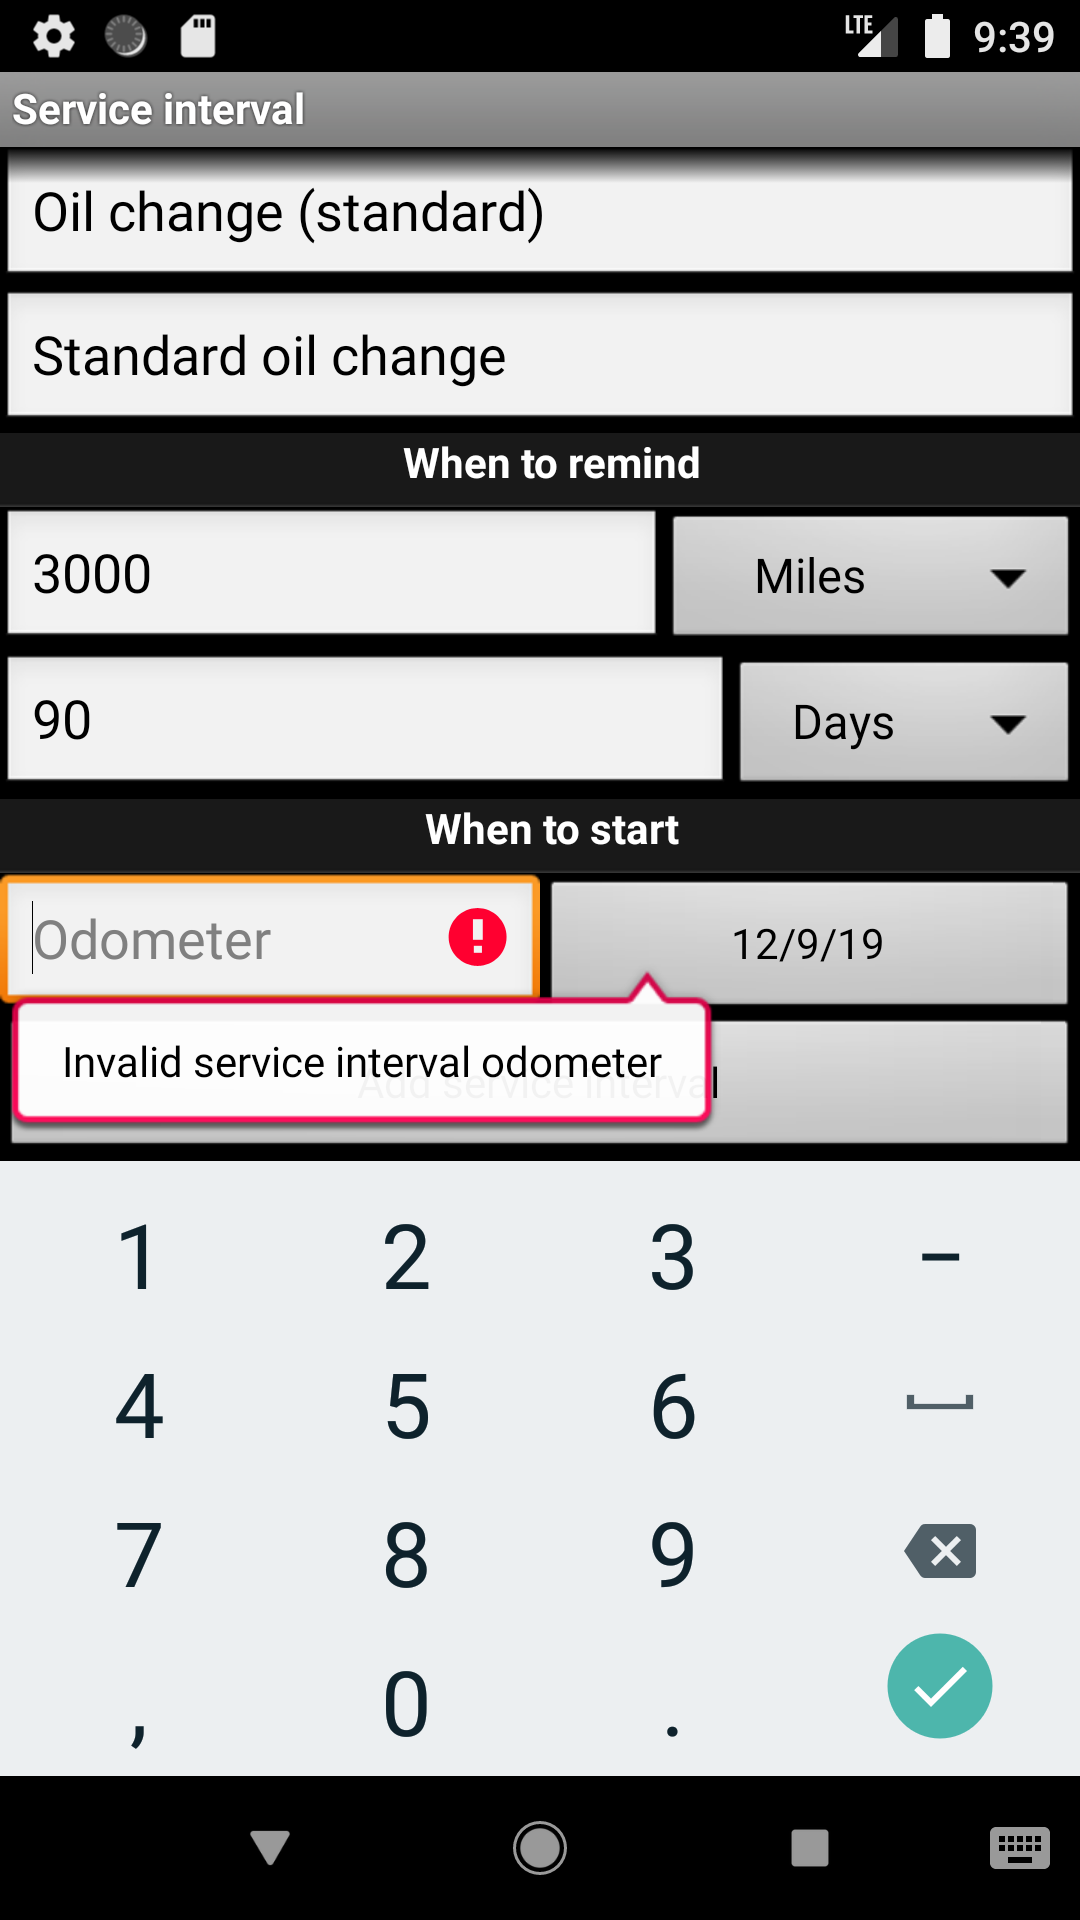 LTE 9:39
Service interval
Oil change (standard)
Standard oil change
When to remind
3000 Miles
90 Days
When to start
Odometer 12/9/19
Invalid service interval odometer
Add service interval
1 2 3 –
4 5 6
7 8 9
, 0 .